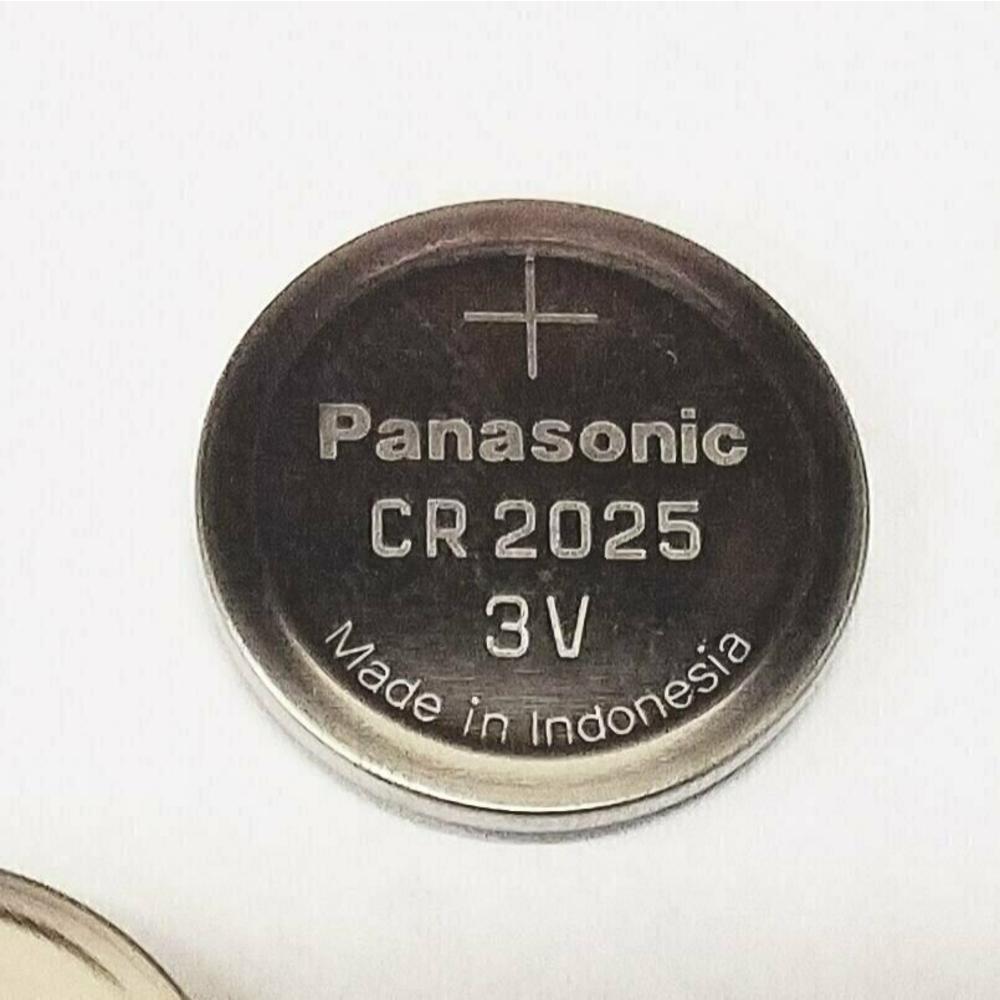 +
Panasonic
CR 2025
3V
Made in Indonesia